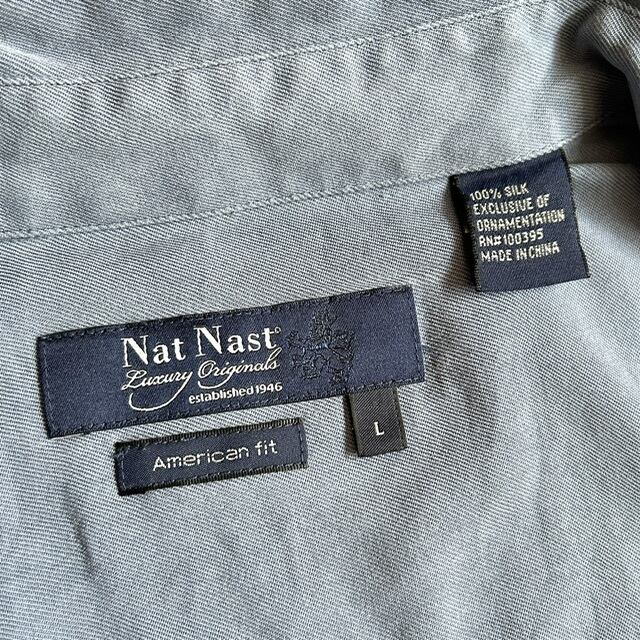 100% SILK
EXCLUSIVE OF
ORNAMENTATION
RN#100395
MADE IN CHINA
Nat Nast
Luxury Originals
established 1946
American fit
L